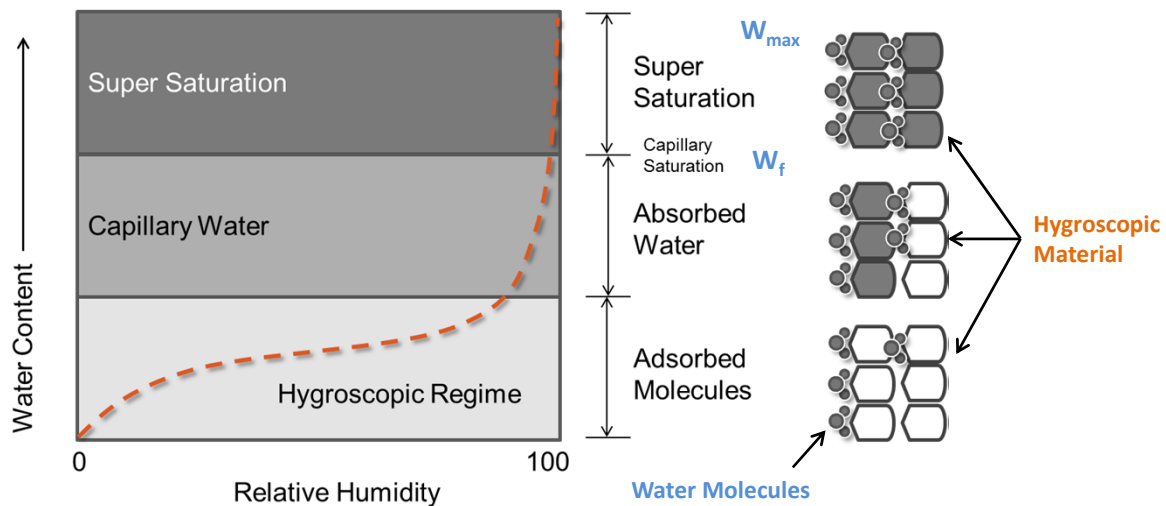 Water Content
Super Saturation
Capillary Water
Hygroscopic Regime
0
100
Relative Humidity
Super
Saturation
Capillary
Saturation
Absorbed
Water
Adsorbed
Molecules
Wmax
Wf
Hygroscopic
Material
Water Molecules